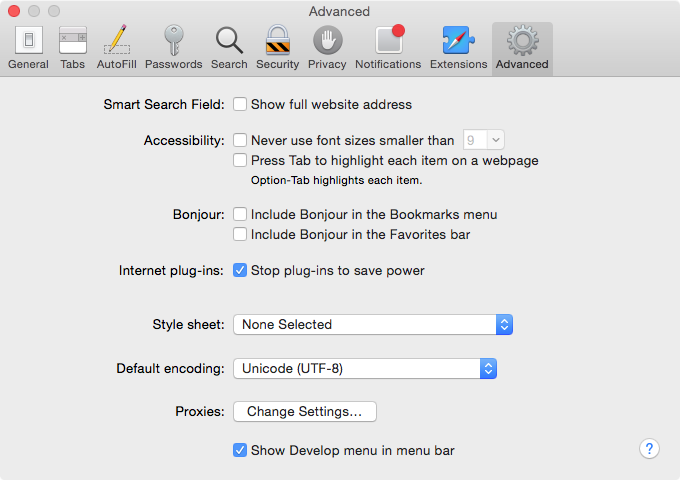 Advanced
General Tabs AutoFill Passwords Search Security Privacy Notifications Extensions Advanced
Smart Search Field: Show full website address
Accessibility: Never use font sizes smaller than 9
Press Tab to highlight each item on a webpage
Option-Tab highlights each item.
Bonjour: Include Bonjour in the Bookmarks menu
Include Bonjour in the Favorites bar
Internet plug-ins: Stop plug-ins to save power
Style sheet: None Selected
Default encoding: Unicode (UTF-8)
Proxies: Change Settings...
Show Develop menu in menu bar
?